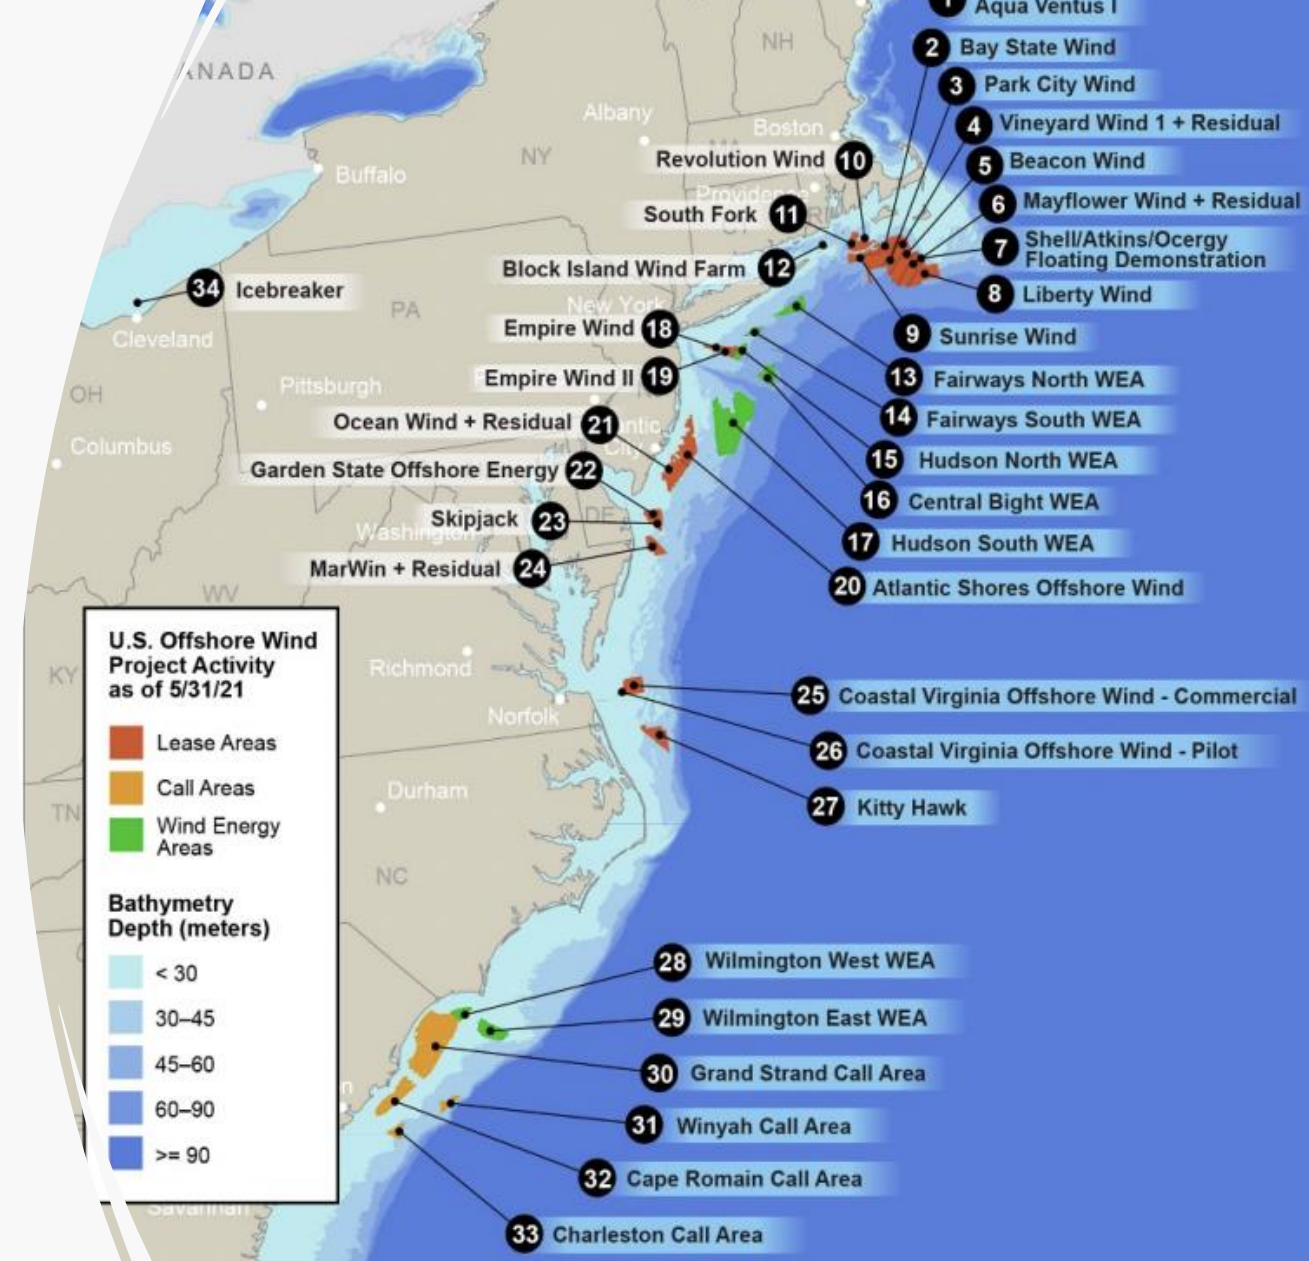 1
Aqua Ventus I
2 Bay State Wind
3 Park City Wind
4 Vineyard Wind 1 + Residual
5 Beacon Wind
6 Mayflower Wind + Residual
7 Shell/Atkins/Ocergy
Floating Demonstration
8 Liberty Wind
9 Sunrise Wind
Revolution Wind 10
South Fork 11
Block Island Wind Farm 12
13 Fairways North WEA
14 Fairways South WEA
15 Hudson North WEA
16 Central Bight WEA
17 Hudson South WEA
Empire Wind 18
Empire Wind II 19
20 Atlantic Shores Offshore Wind
Ocean Wind + Residual 21
Garden State Offshore Energy 22
Skipjack 23
MarWin + Residual 24
25 Coastal Virginia Offshore Wind - Commercial
26 Coastal Virginia Offshore Wind - Pilot
27 Kitty Hawk
28 Wilmington West WEA
29 Wilmington East WEA
30 Grand Strand Call Area
31 Winyah Call Area
32 Cape Romain Call Area
33 Charleston Call Area
34 Icebreaker
ANADA
NH
Albany
Boston
MA
NY
Buffalo
Providence
RI
CT
New York
PA
Cleveland
Pittsburgh
OH
Columbus
ntic
City
DE
Washington
WV
KY
Richmond
Norfolk
TN
Durham
NC
n
Savannah
U.S. Offshore Wind
Project Activity
as of 5/31/21
Lease Areas
Call Areas
Wind Energy
Areas
Bathymetry
Depth (meters)
< 30
30–45
45–60
60–90
>= 90